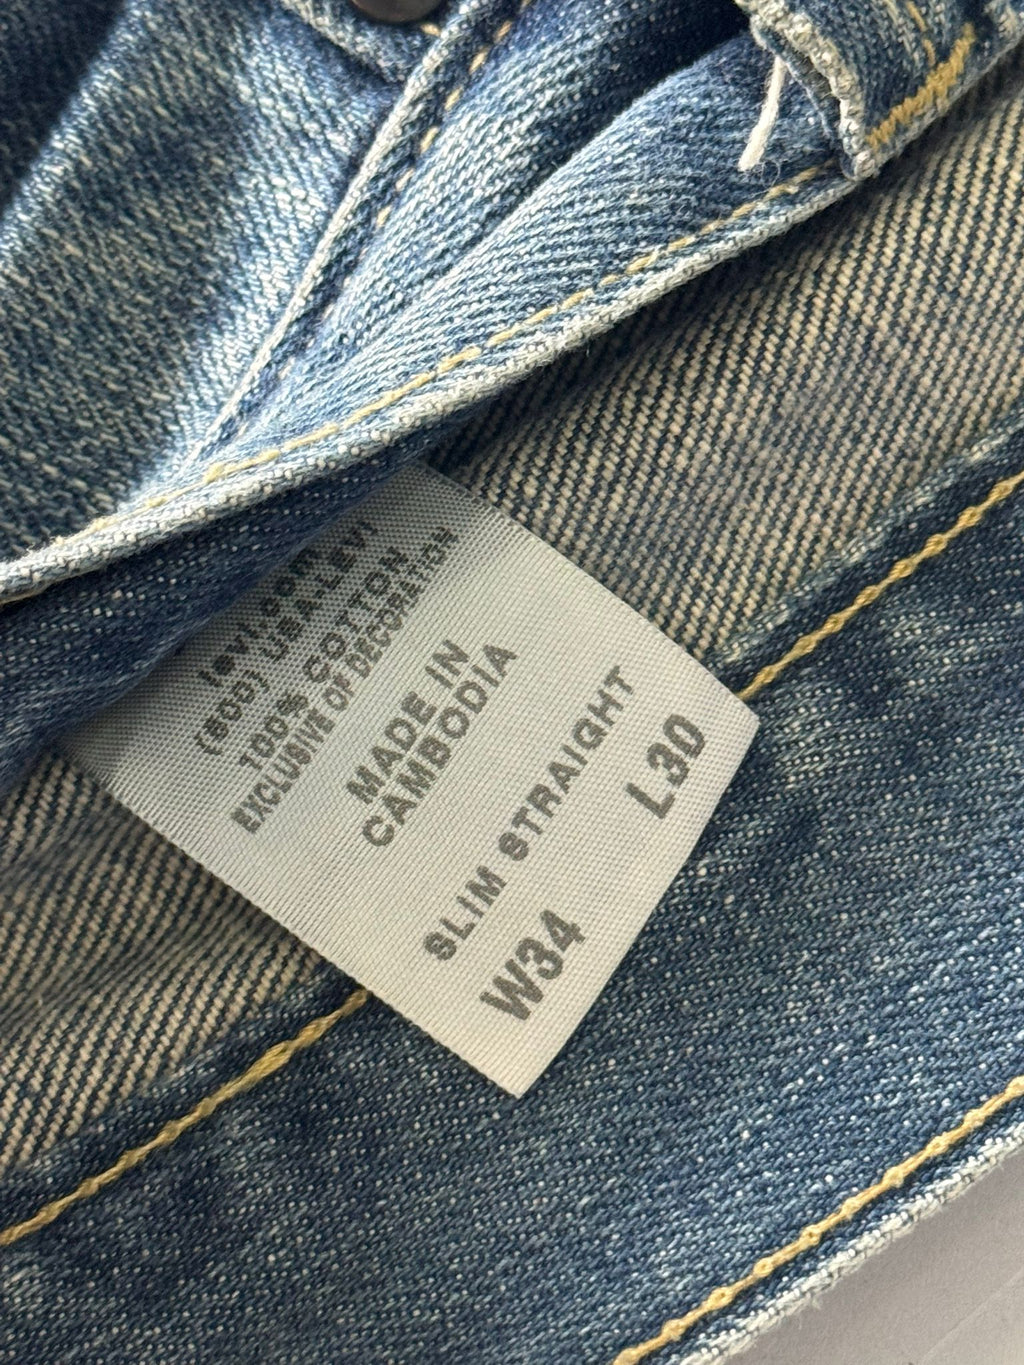 levi.com
(800) USA-LEVI
100% COTTON
EXCLUSIVE OF DECORATION
MADE IN
CAMBODIA
SLIM STRAIGHT
W34 L30